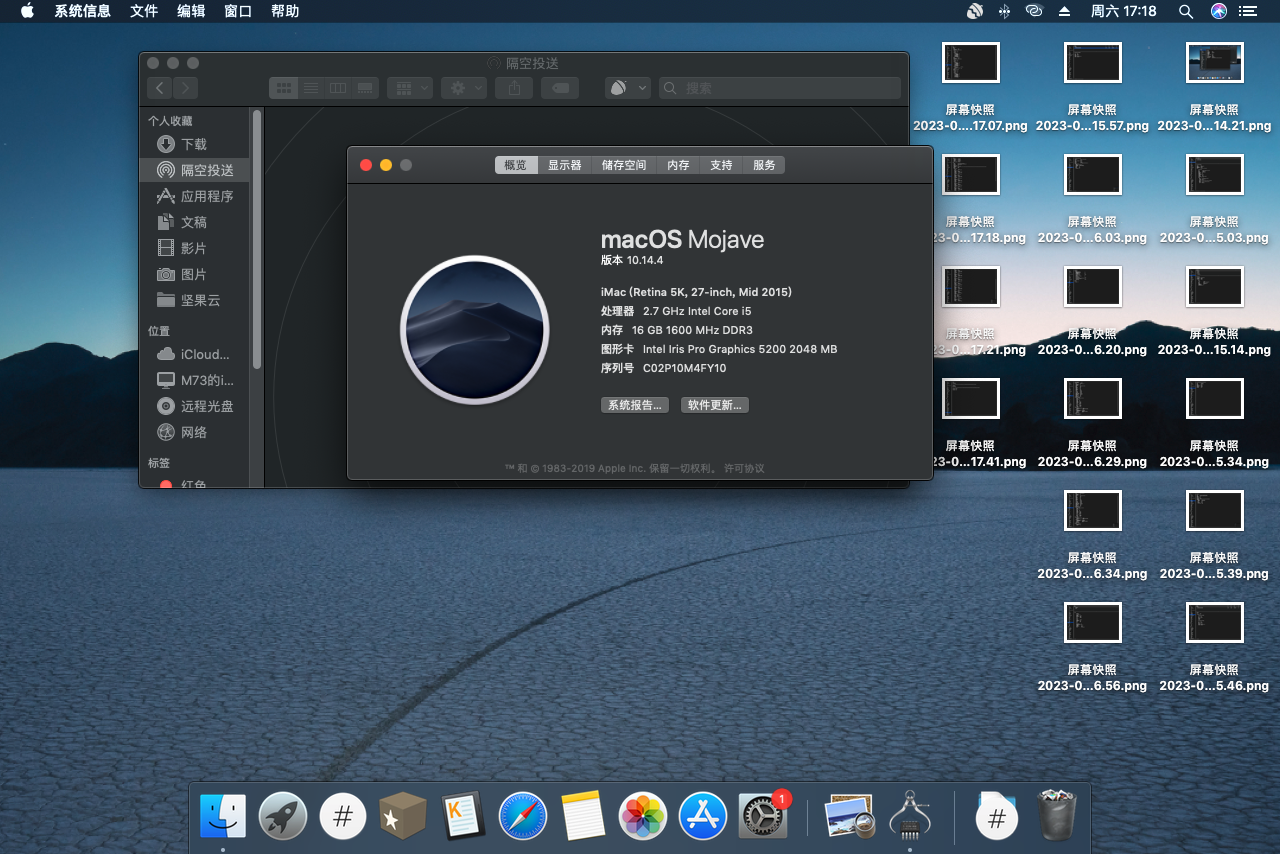 系统信息 文件 编辑 窗口 帮助
周六 17:18
隔空投送
搜索
个人收藏
下载
隔空投送
应用程序
文稿
影片
图片
坚果云
位置
iCloud...
M73的i...
远程光盘
网络
标签
红色
概览 显示器 储存空间 内存 支持 服务
macOS Mojave
版本 10.14.4
iMac (Retina 5K, 27-inch, Mid 2015)
处理器 2.7 GHz Intel Core i5
内存 16 GB 1600 MHz DDR3
图形卡 Intel Iris Pro Graphics 5200 2048 MB
序列号 C02P10M4FY10
系统报告... 软件更新...
™ 和 © 1983-2019 Apple Inc. 保留一切权利。 许可协议
屏幕快照 屏幕快照 屏幕快照
2023-0....17.07.png 2023-0...15.57.png 2023-0...14.21.png
屏幕快照 屏幕快照 屏幕快照
23-0...17.18.png 2023-0...6.03.png 2023-0...5.03.png
屏幕快照 屏幕快照 屏幕快照
23-0...17.21.png 2023-0...6.20.png 2023-0...15.14.png
屏幕快照 屏幕快照 屏幕快照
23-0...17.41.png 2023-0...6.29.png 2023-0...5.34.png
屏幕快照 屏幕快照
2023-0...6.34.png 2023-0...5.39.png
屏幕快照 屏幕快照
2023-0...6.56.png 2023-0...5.46.png
# K 1 #